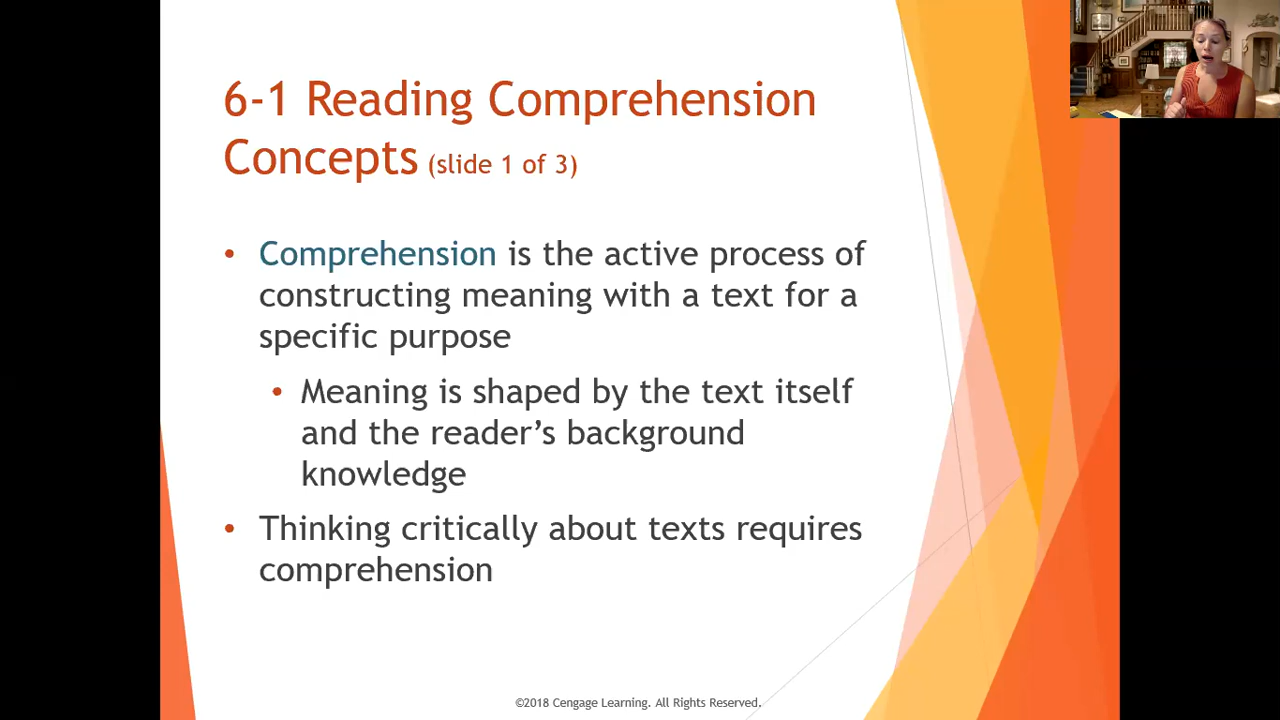 6-1 Reading Comprehension
Concepts (slide 1 of 3)
• Comprehension is the active process of
constructing meaning with a text for a
specific purpose
• Meaning is shaped by the text itself
and the reader’s background
knowledge
• Thinking critically about texts requires
comprehension
©2018 Cengage Learning. All Rights Reserved.